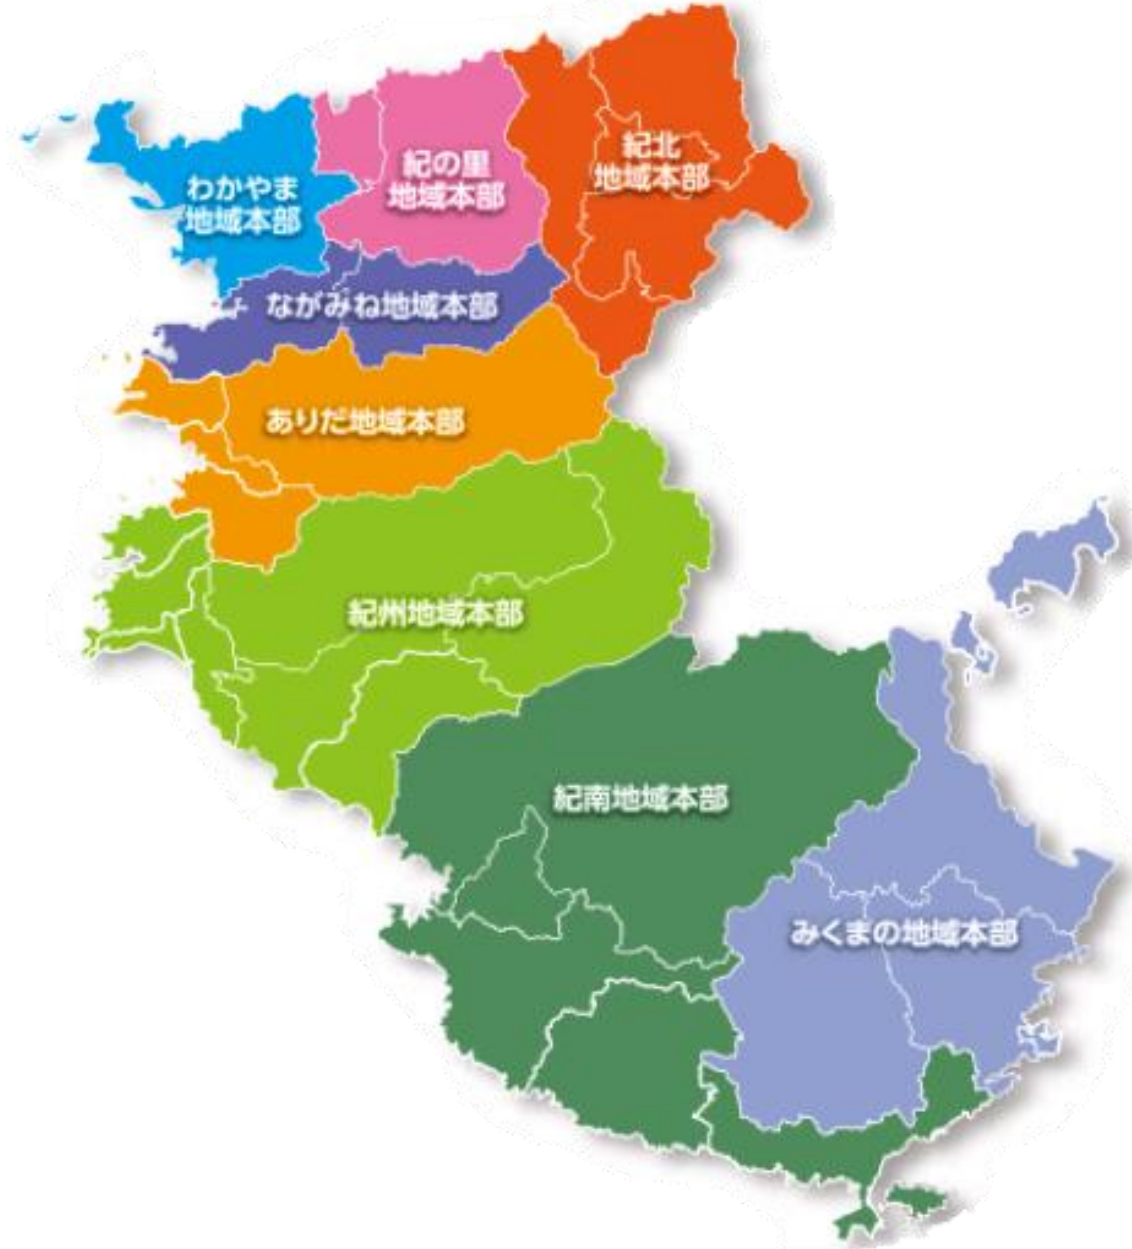 紀北
地域本部
紀の里
地域本部
わかやま
地域本部
ながみね地域本部
ありだ地域本部
紀州地域本部
紀南地域本部
みくまの地域本部